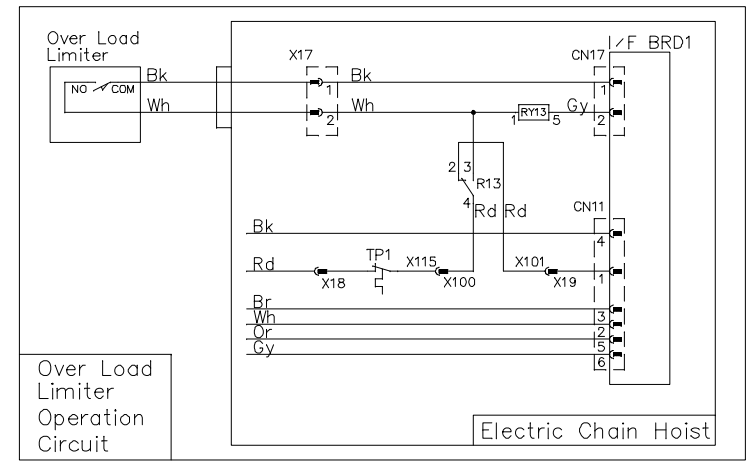 Over Load
Limiter
I/F BRD1
X17
CN17
Bk
Bk
NO
COM
1
1
Wh
Wh
Gy
1
RY13
5
2
2
2
3
R13
4
Rd
Rd
CN11
Bk
4
Rd
TP1
X115
X101
X18
X100
X19
1
Br
3
Wh
2
Or
5
Gy
6
Over Load
Limiter
Operation
Circuit
Electric Chain Hoist